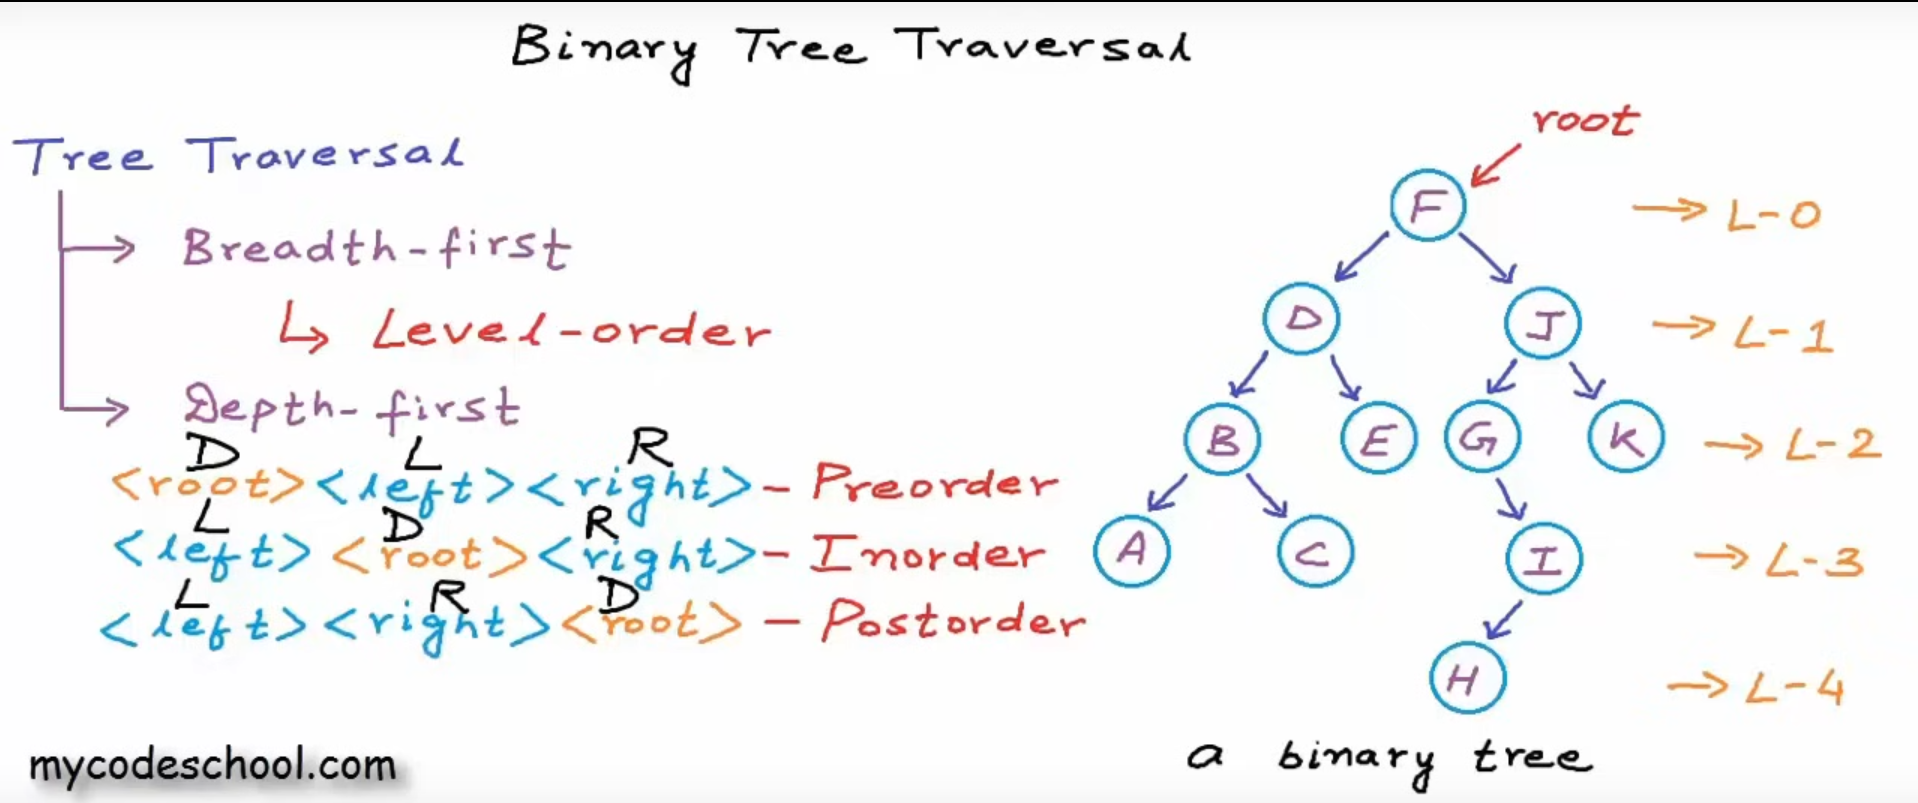 Binary Tree Traversal
Tree Traversal
Breadth-first
Level-order
Depth-first
D L R
<root><left><right> - Preorder
L D R
<left> <root> <right> - Inorder
L R D
<left> <right> <root> - Postorder
root
F
L-0
D J
L-1
B E G K
L-2
A C I
L-3
H
L-4
a binary tree
mycodeschool.com